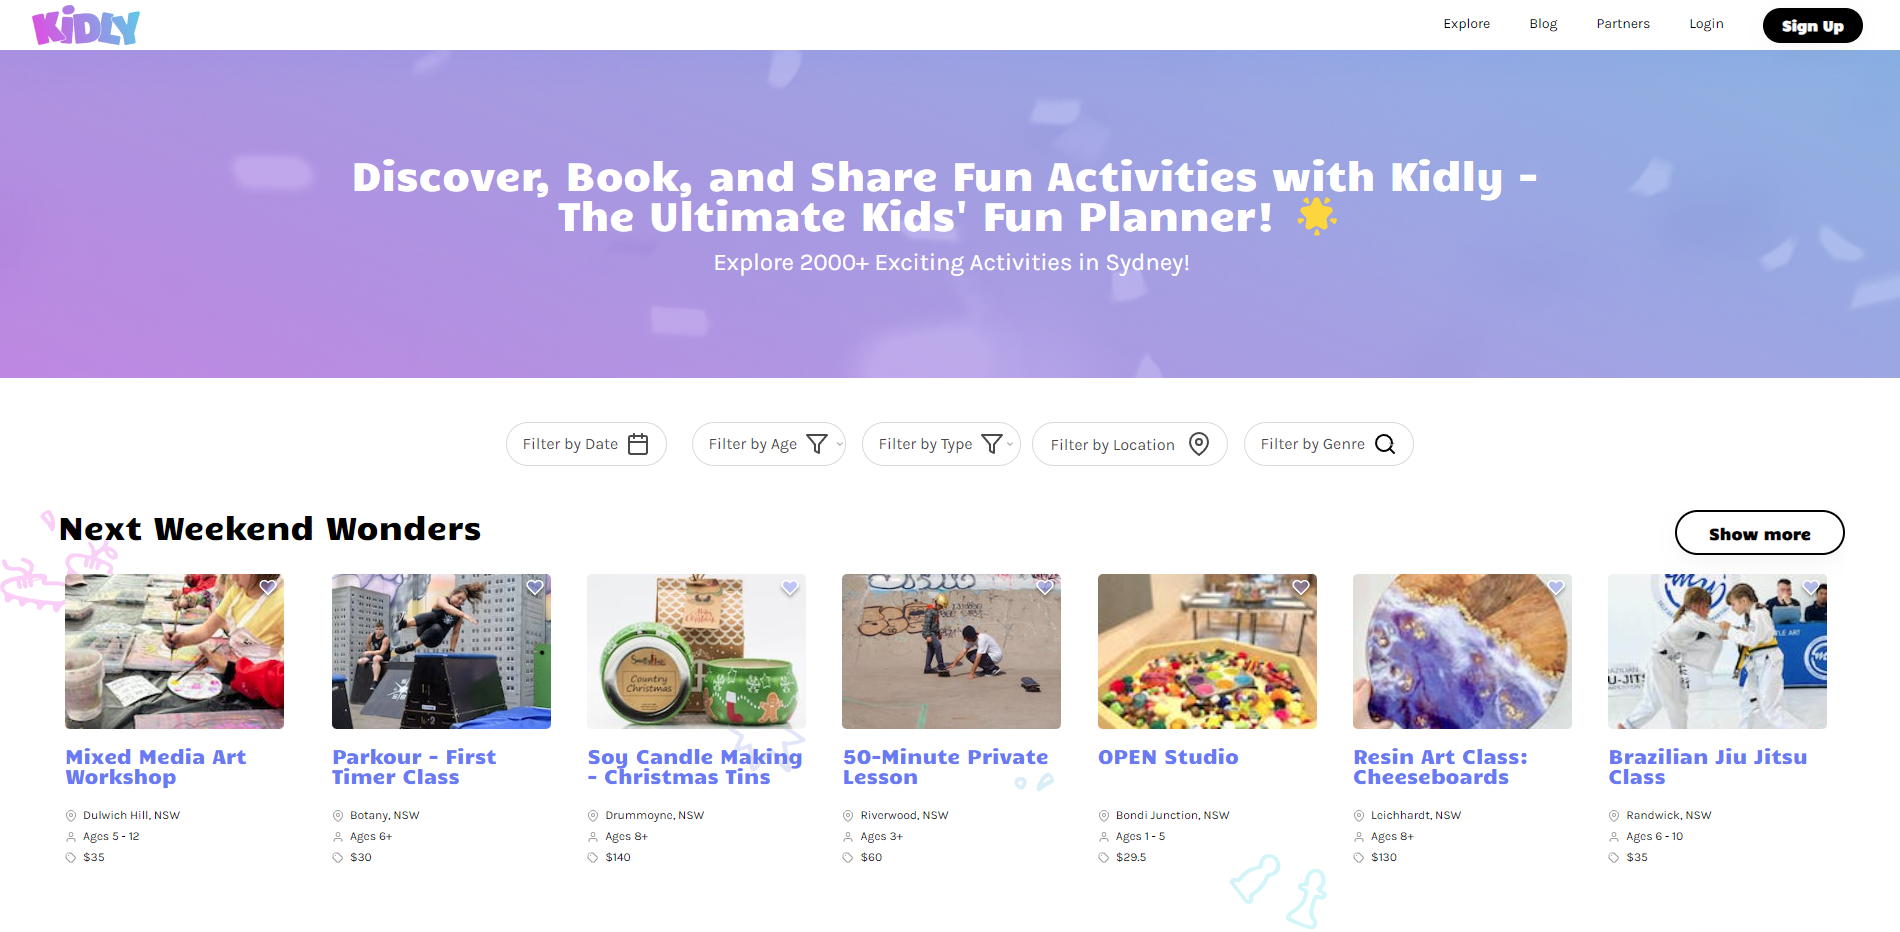 KiDLY
Explore
Blog
Partners
Login
Sign Up
Discover, Book, and Share Fun Activities with Kidly -
The Ultimate Kids' Fun Planner! 🌟
Explore 2000+ Exciting Activities in Sydney!
Filter by Date
Filter by Age
Filter by Type
Filter by Location
Filter by Genre
Next Weekend Wonders
Show more
Country
Christmas
Mixed Media Art
Workshop
Dulwich Hill, NSW
Ages 5 - 12
$35
Parkour - First
Timer Class
Botany, NSW
Ages 6+
$30
Soy Candle Making
- Christmas Tins
Drummoyne, NSW
Ages 8+
$140
50-Minute Private
Lesson
Riverwood, NSW
Ages 3+
$60
OPEN Studio
Bondi Junction, NSW
Ages 1 - 5
$29.5
Resin Art Class:
Cheeseboards
Leichhardt, NSW
Ages 8+
$130
Brazilian Jiu Jitsu
Class
Randwick, NSW
Ages 6 - 10
$35